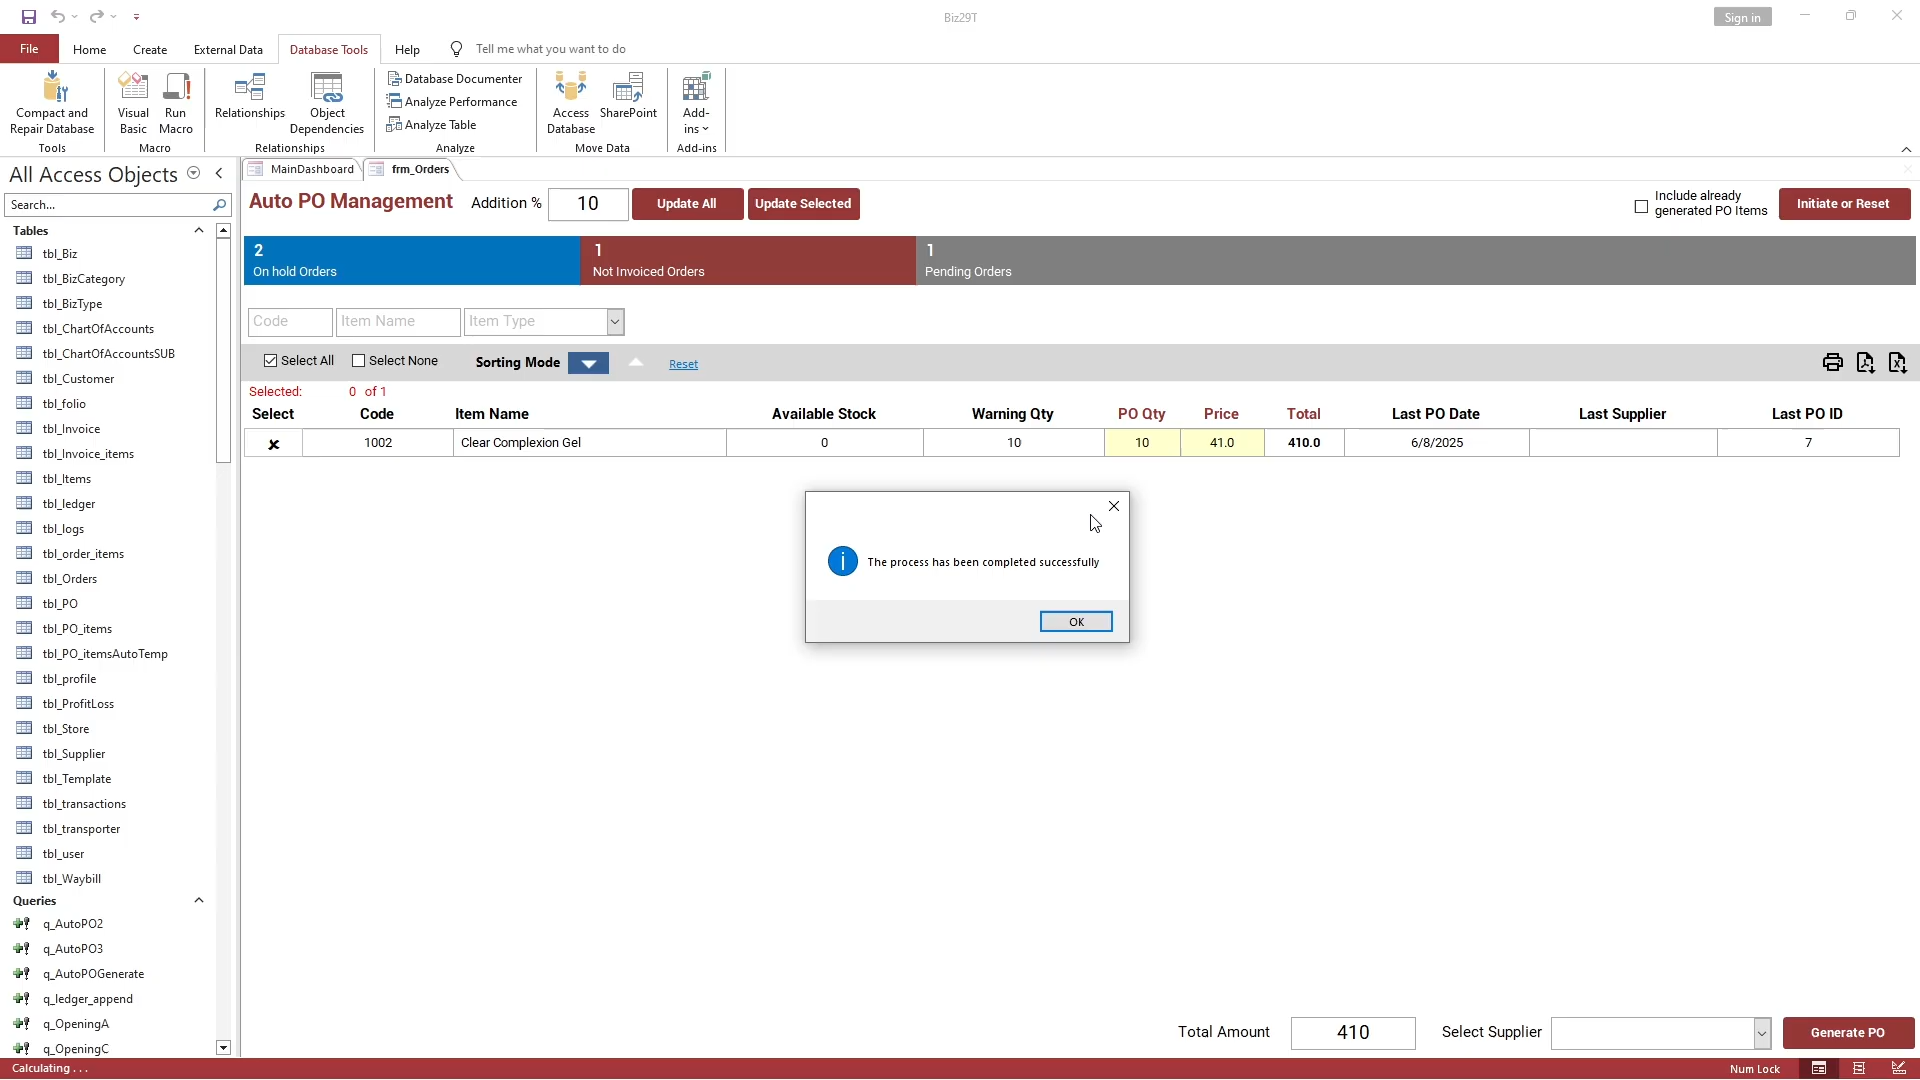 Biz29T
Sign in
File
Home
Create
External Data
Database Tools
Help
Tell me what you want to do
Compact and
Repair Database
Visual
Basic
Run
Macro
Relationships
Object
Dependencies
Database Documenter
Analyze Performance
Analyze Table
Access
Database
SharePoint
Add-
ins
Tools
Macro
Relationships
Analyze
Move Data
Add-ins
All Access Objects
Search...
Tables
tbl_Biz
tbl_BizCategory
tbl_BizType
tbl_ChartOfAccounts
tbl_ChartOfAccountsSUB
tbl_Customer
tbl_folio
tbl_Invoice
tbl_Invoice_items
tbl_Items
tbl_ledger
tbl_logs
tbl_order_items
tbl_Orders
tbl_PO
tbl_PO_items
tbl_PO_itemsAutoTemp
tbl_profile
tbl_ProfitLoss
tbl_Store
tbl_Supplier
tbl_Template
tbl_transactions
tbl_transporter
tbl_user
tbl_Waybill
Queries
q_AutoPO2
q_AutoPO3
q_AutoPOGenerate
q_ledger_append
q_OpeningA
q_OpeningC
MainDashboard
frm_Orders
Auto PO Management
Addition %
10
Update All
Update Selected
Include already
generated PO Items
Initiate or Reset
2
On hold Orders
1
Not Invoiced Orders
1
Pending Orders
Code
Item Name
Item Type
Select All
Select None
Sorting Mode
Reset
Selected: 0 of 1
Select Code Item Name Available Stock Warning Qty PO Qty Price Total Last PO Date Last Supplier Last PO ID
1002 Clear Complexion Gel 0 10 10 41.0 410.0 6/8/2025 7
The process has been completed successfully
OK
Total Amount
410
Select Supplier
Generate PO
Calculating . . .
Num Lock